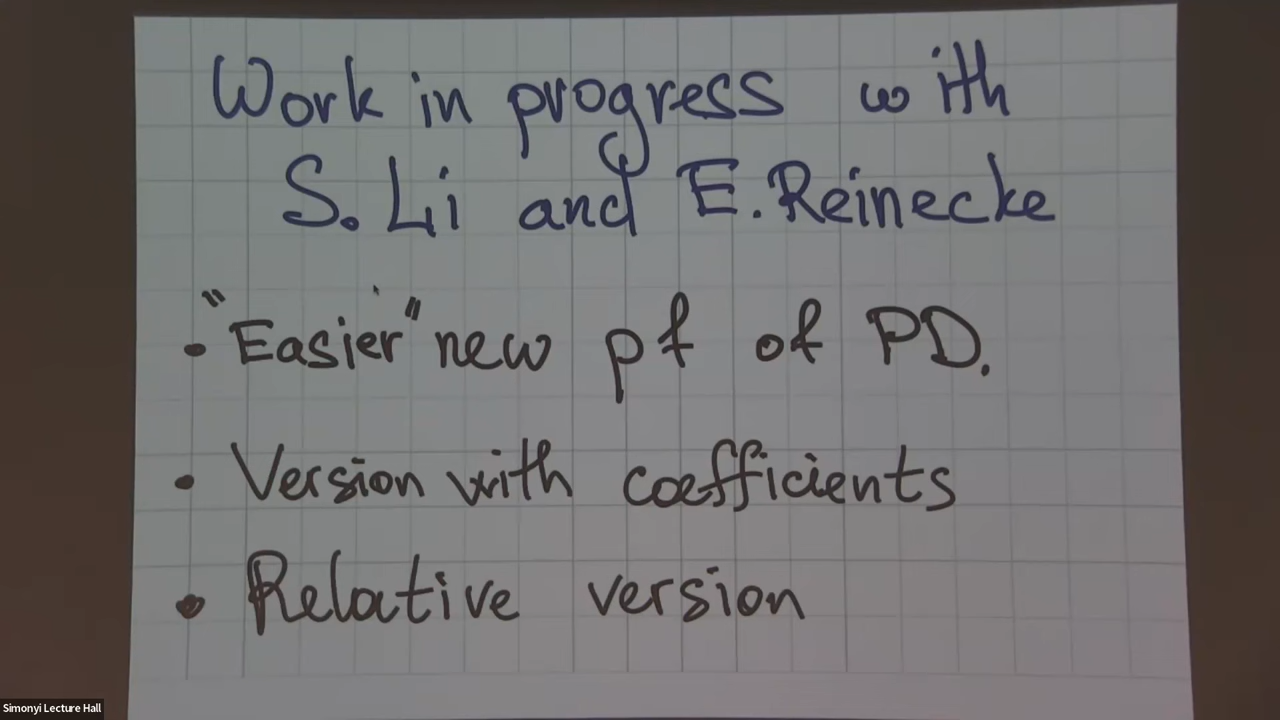 Work in progress with
S. Li and E. Reinecke
• "Easier" new pf of PD.
• Version with coefficients
• Relative version
Simonyi Lecture Hall